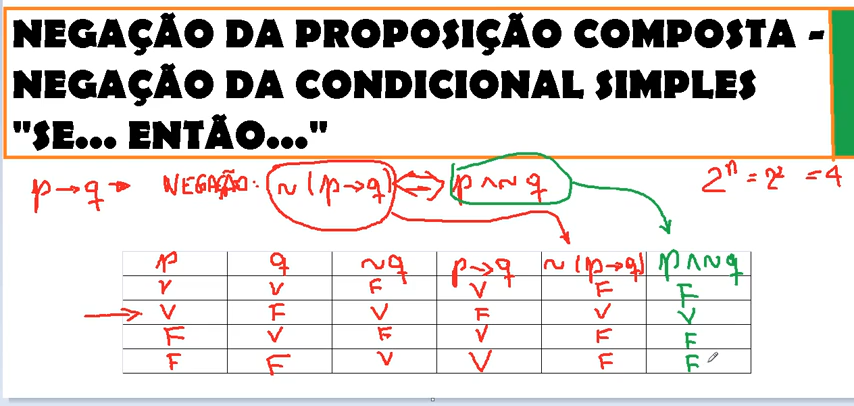 NEGAÇÃO DA PROPOSIÇÃO COMPOSTA -
NEGAÇÃO DA CONDICIONAL SIMPLES
"SE... ENTÃO..."
p→q→ NEGAÇÃO: ~(p→q) ⇔ p∧~q 2ⁿ = 2² = 4
p q ~q p→q ~(p→q) p∧~q
V V F V F F
V F V F V V
F V F V F F
F F V V F F